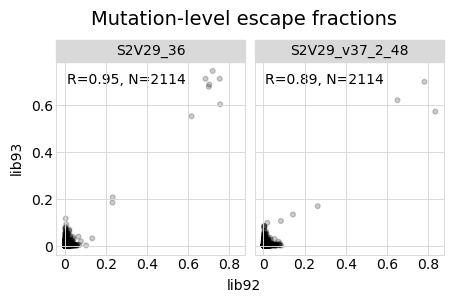 Mutation-level escape fractions
S2V29_36 S2V29_v37_2_48
R=0.95, N=2114 R=0.89, N=2114
lib93
0.6
0.4
0.2
0
0 0.2 0.4 0.6 0.8 0 0.2 0.4 0.6 0.8
lib92